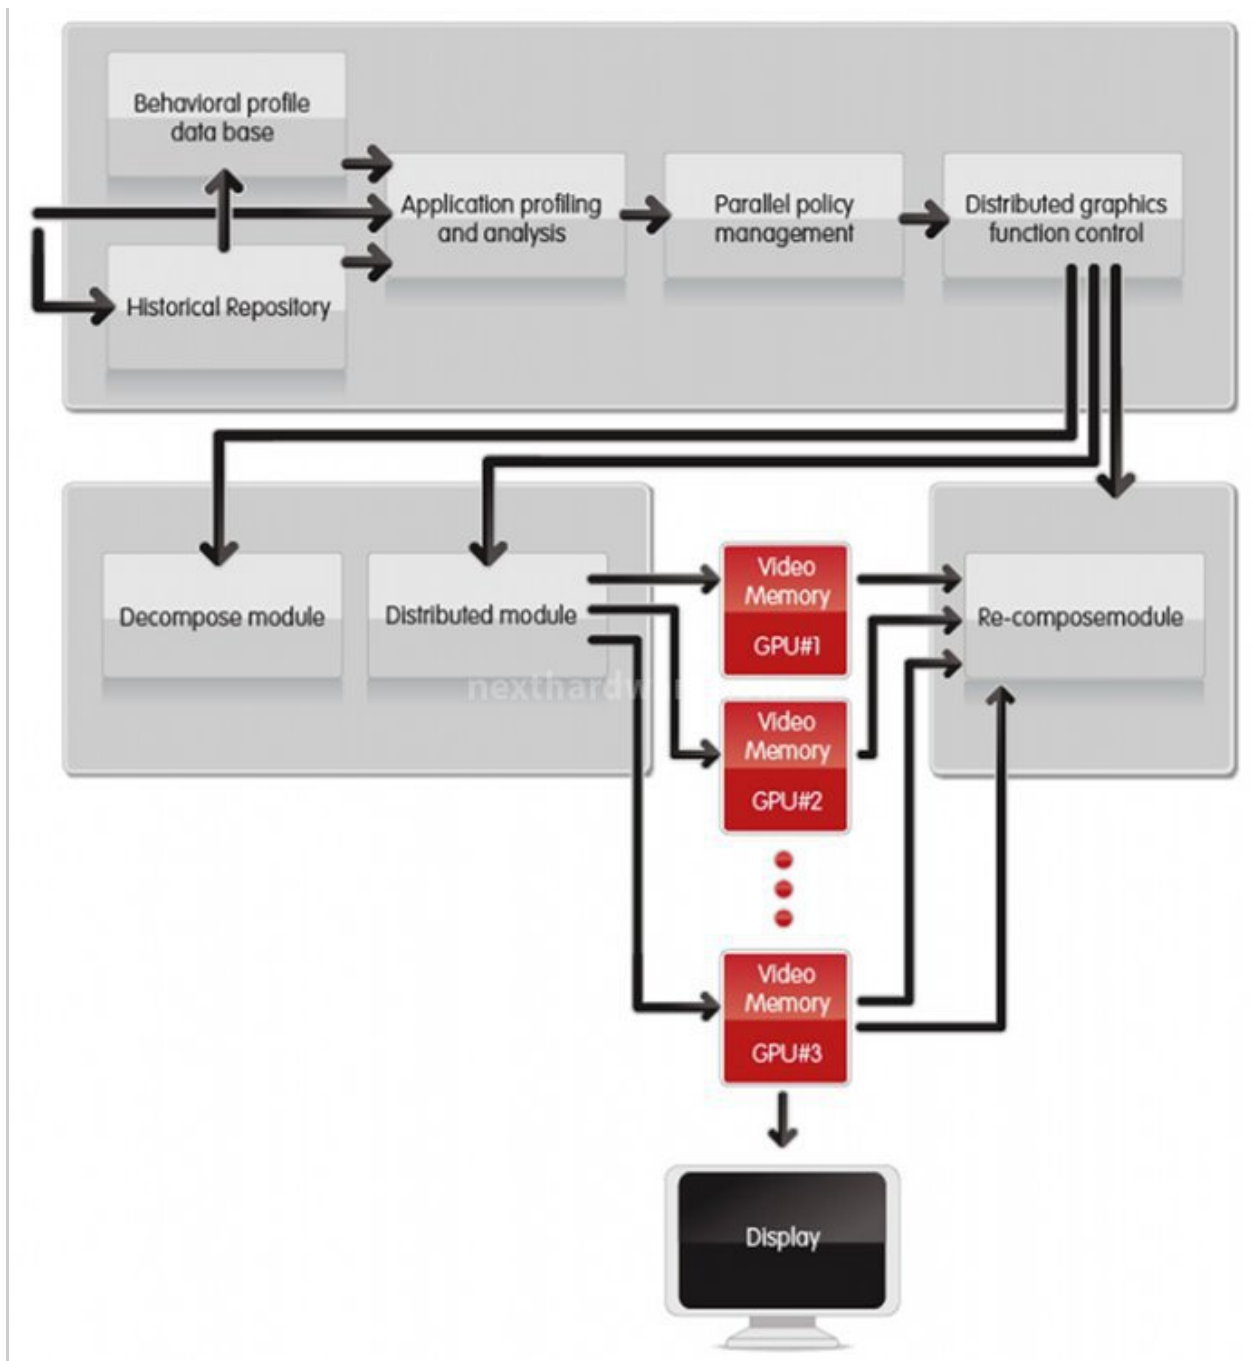 Behavioral profile
data base
Application profiling
and analysis
Parallel policy
management
Distributed graphics
function control
Historical Repository
Decompose module
Distributed module
Video
Memory
GPU#1
Re-composemodule
nexthardw
Video
Memory
GPU#2
Video
Memory
GPU#3
Display